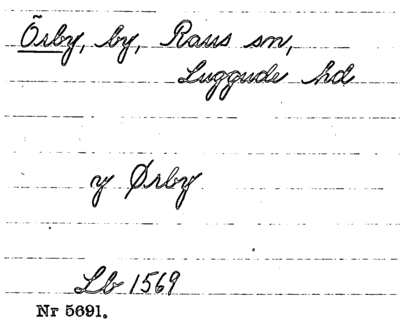 Örby, by, Raus sn,
Luggude hd
y Ørby
Lb 1569
Nr 5691.